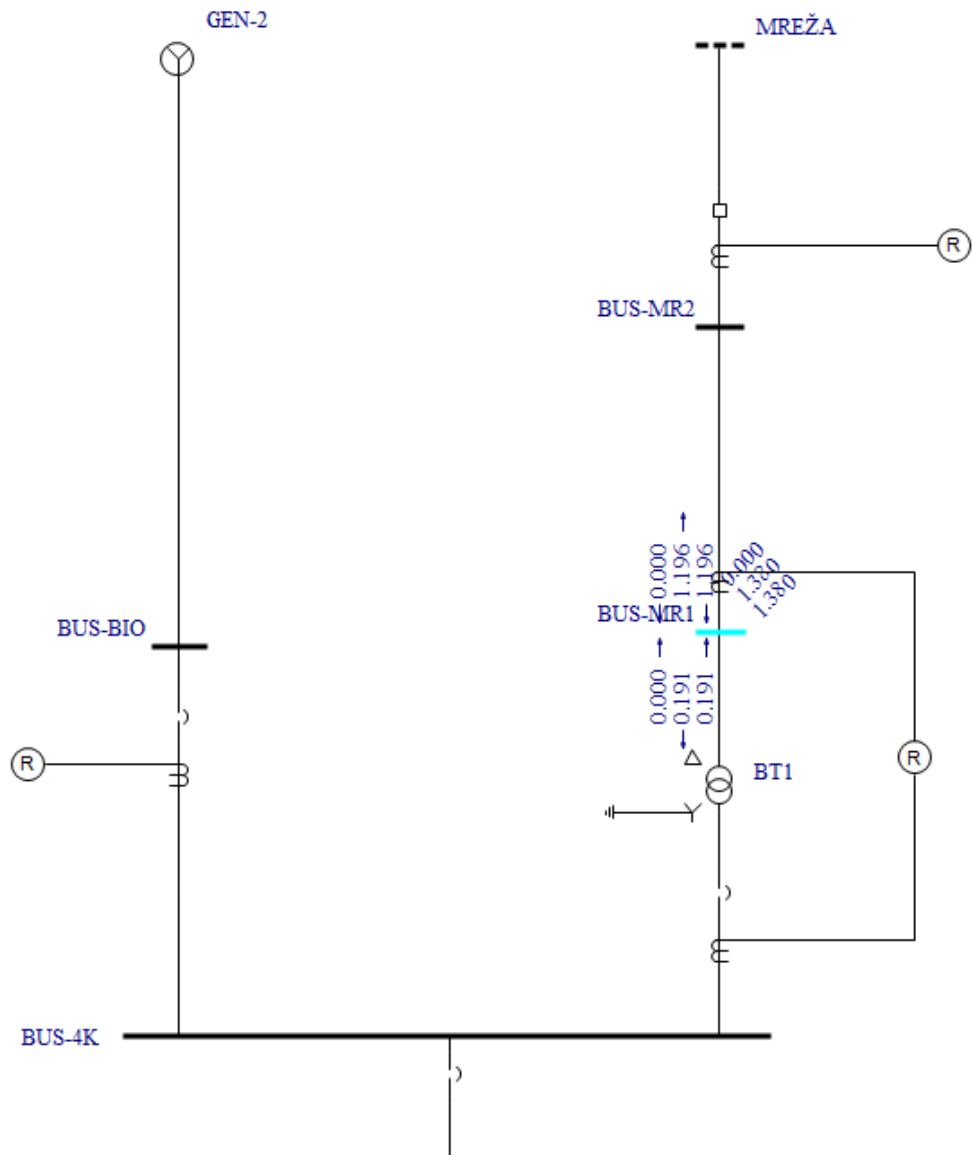 GEN-2
MREŽA
R
BUS-MR2
0.000
1.196
1.196
0.000
1.380
1.380
BUS-MR1
BUS-BIO
0.000
0.191
0.191
R
R
BT1
BUS-4K